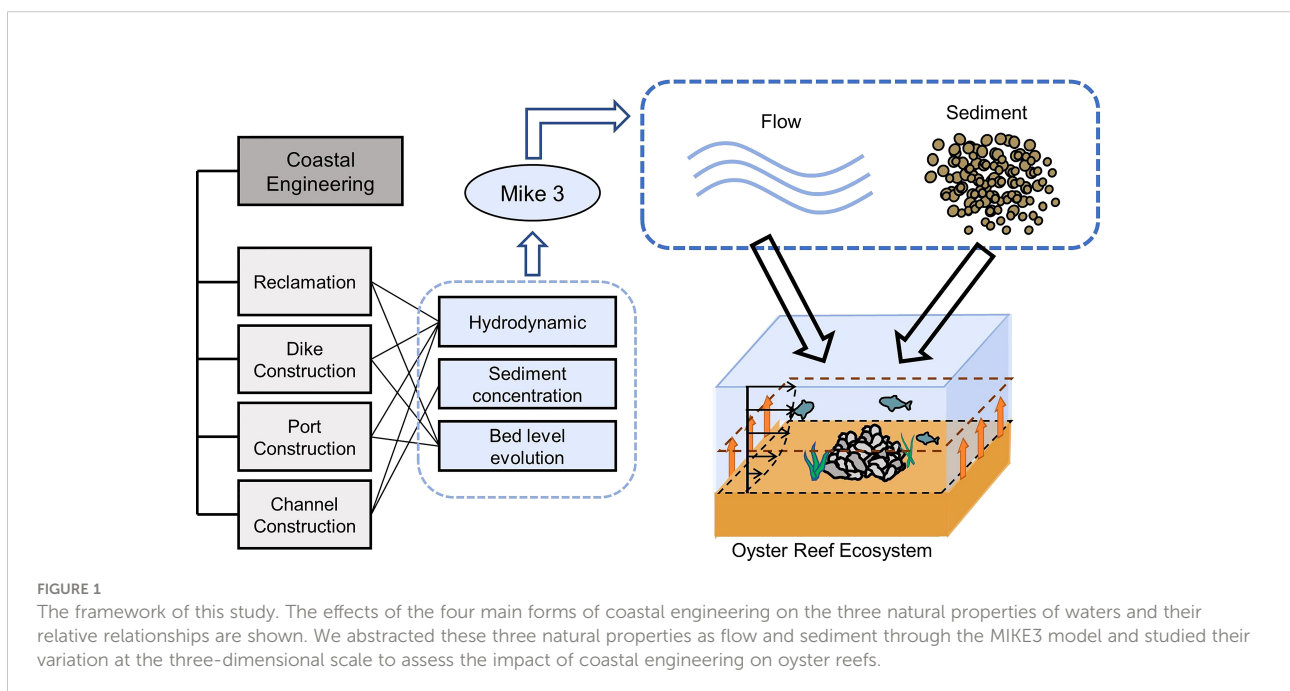 Coastal
Engineering
Reclamation
Dike
Construction
Port
Construction
Channel
Construction
Hydrodynamic
Sediment
concentration
Bed level
evolution
Mike 3
Flow
Sediment
Oyster Reef Ecosystem
FIGURE 1
The framework of this study. The effects of the four main forms of coastal engineering on the three natural properties of waters and their
relative relationships are shown. We abstracted these three natural properties as flow and sediment through the MIKE3 model and studied their
variation at the three-dimensional scale to assess the impact of coastal engineering on oyster reefs.